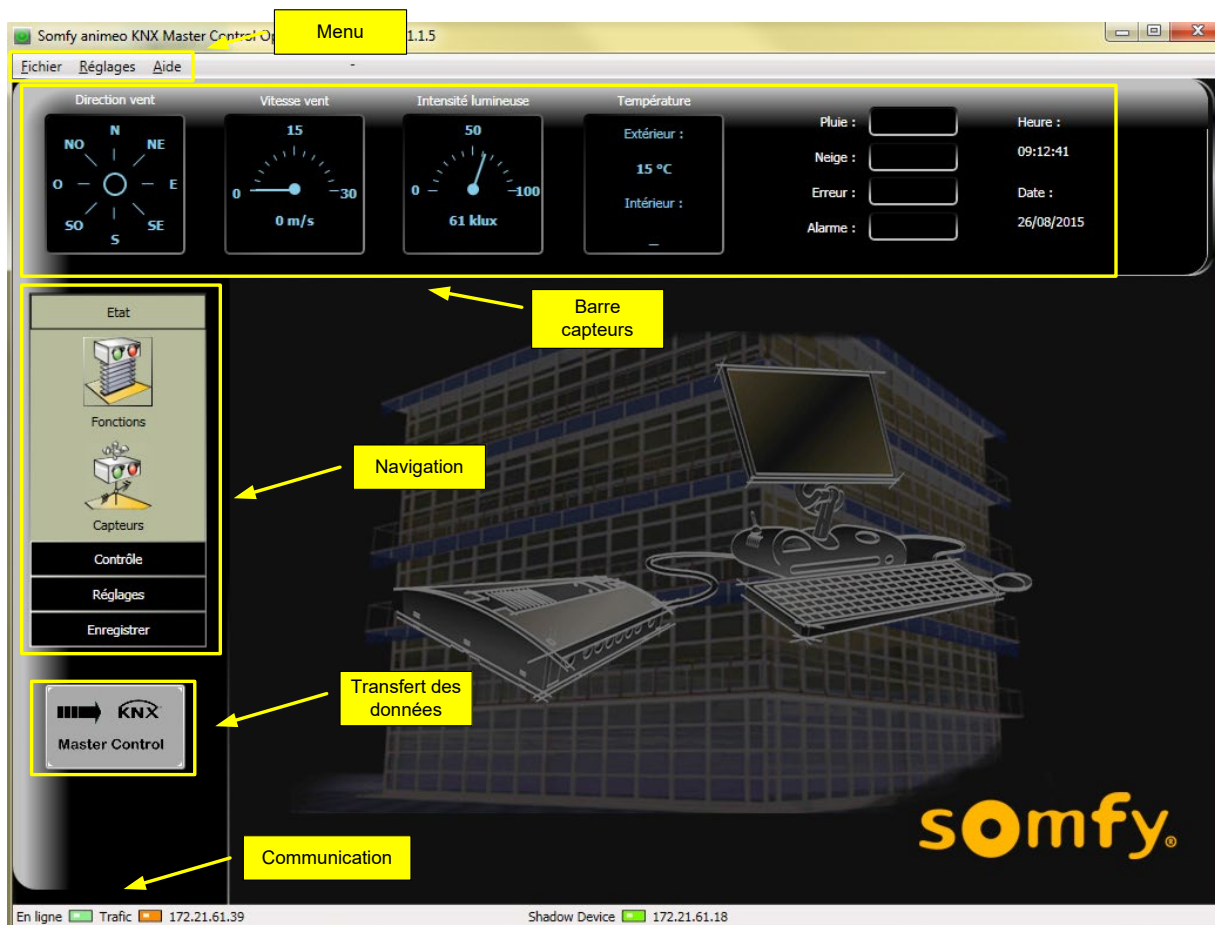 Somfy animeo KNX Master Control Op
Menu
1.1.5
Fichier Réglages Aide
-
Direction vent
N
NO
NE
O
E
SO
SE
S
Vitesse vent
15
0
30
0 m/s
Intensité lumineuse
50
0
100
61 klux
Température
Extérieur :
15 °C
Intérieur :
_
Pluie :
Neige :
Erreur :
Alarme :
Heure :
09:12:41
Date :
26/08/2015
Barre
capteurs
Etat
Fonctions
Capteurs
Contrôle
Réglages
Enregistrer
Navigation
Transfert des
données
KNX
Master Control
somfy®
Communication
En ligne Trafic 172.21.61.39
Shadow Device 172.21.61.18